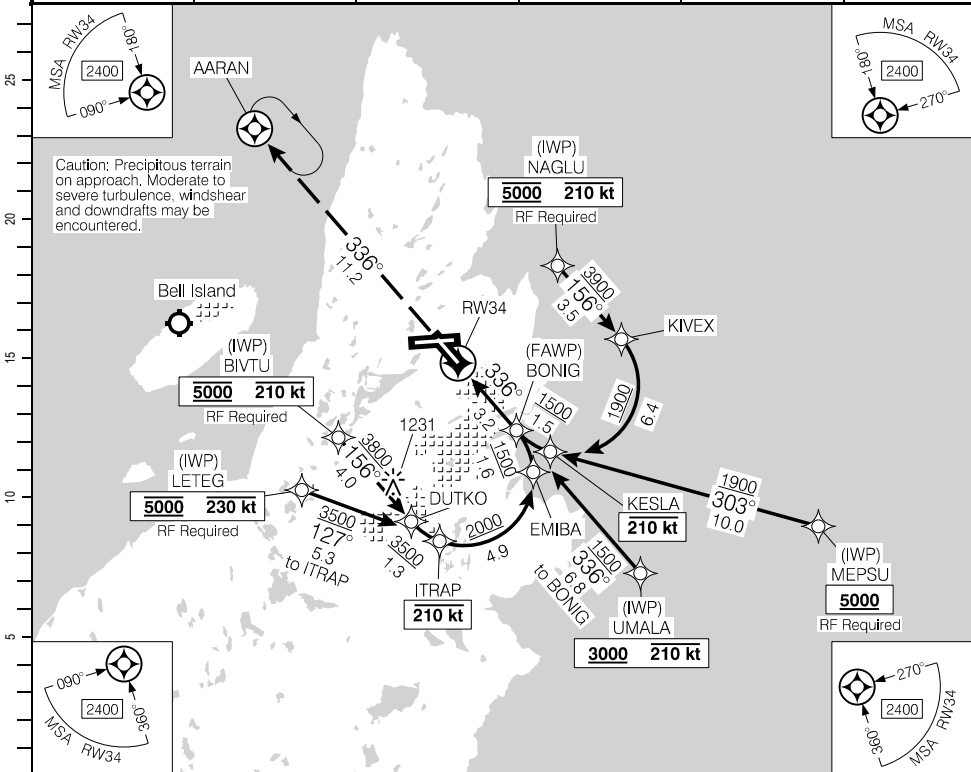 MSA RW34
180°
2400
090°
MSA RW34
180°
2400
270°
AARAN
25
Caution: Precipitous terrain
on approach. Moderate to
severe turbulence, windshear
and downdrafts may be
encountered.
(IWP)
NAGLU
5000 210 kt
RF Required
20
336°
11.2
3900
156°
3.5
Bell Island
RW34
KIVEX
(FAWP)
BONIG
15
(IWP)
BIVTU
5000 210 kt
RF Required
336°
3.2
1500
1.5
1900
6.4
1231
3800
156°
4.0
1500
1.6
(IWP)
LETEG
5000 230 kt
RF Required
10
DUTKO
KESLA
210 kt
1900
303°
10.0
3500
127°
5.3
to ITRAP
3500
1.3
2000
4.9
EMIBA
1500
336°
6.8
to BONIG
ITRAP
210 kt
(IWP)
MEPSU
5000
RF Required
(IWP)
UMALA
3000 210 kt
5
090°
2400
360°
MSA RW34
270°
2400
360°
MSA RW34